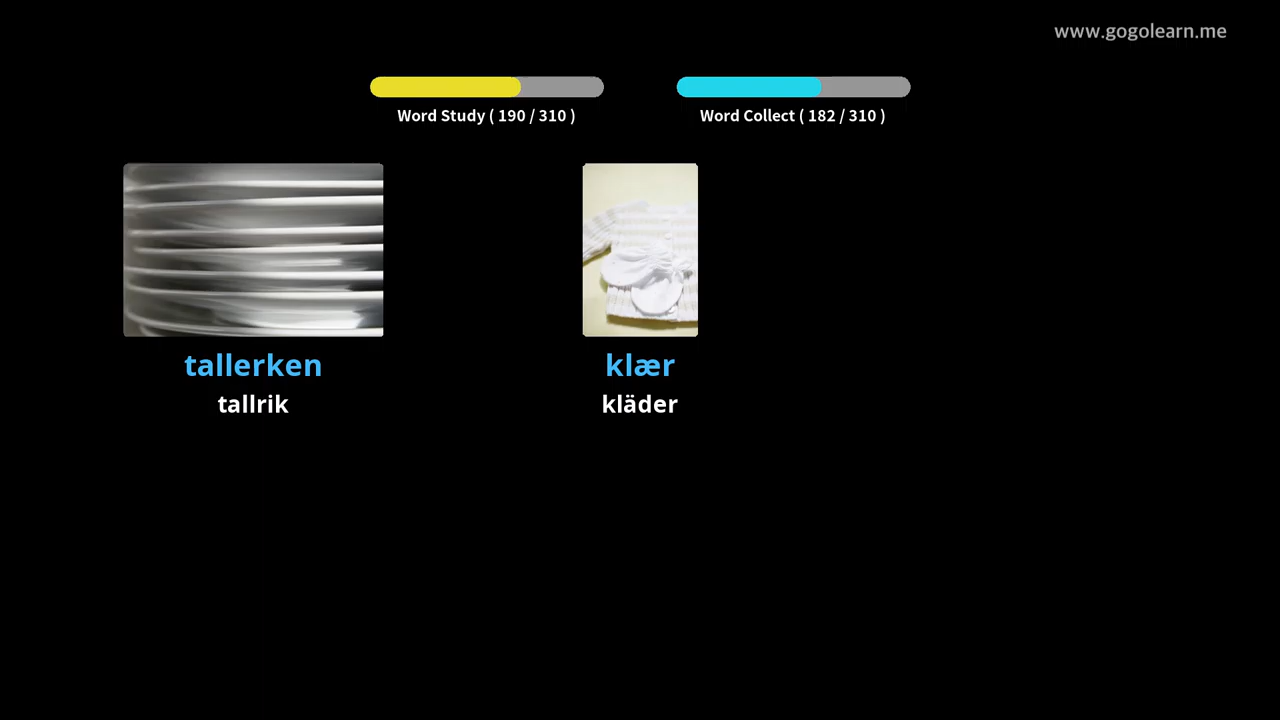 www.gogolearn.me
Word Study ( 190 / 310 )
Word Collect ( 182 / 310 )
tallerken
tallrik
klær
kläder